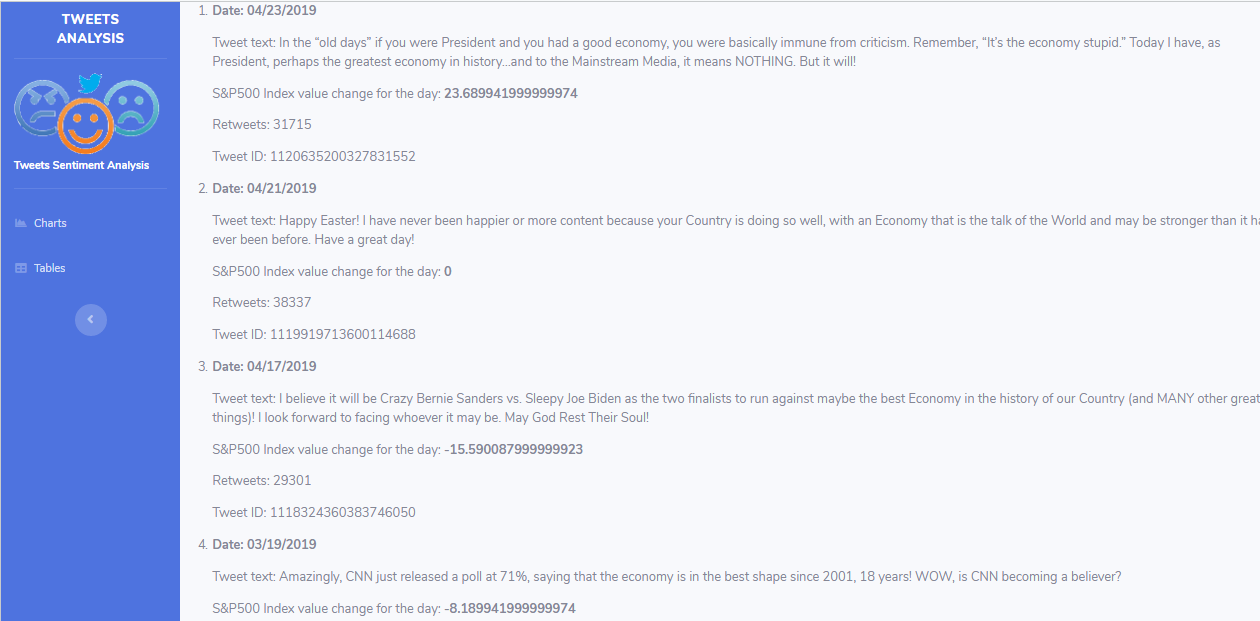 TWEETS
ANALYSIS
Tweets Sentiment Analysis
Charts
Tables
1. Date: 04/23/2019
Tweet text: In the “old days” if you were President and you had a good economy, you were basically immune from criticism. Remember, “It’s the economy stupid.” Today I have, as
President, perhaps the greatest economy in history...and to the Mainstream Media, it means NOTHING. But it will!
S&P500 Index value change for the day: 23.689941999999974
Retweets: 31715
Tweet ID: 1120635200327831552
2. Date: 04/21/2019
Tweet text: Happy Easter! I have never been happier or more content because your Country is doing so well, with an Economy that is the talk of the World and may be stronger than it
ever been before. Have a great day!
S&P500 Index value change for the day: 0
Retweets: 38337
Tweet ID: 1119919713600114688
3. Date: 04/17/2019
Tweet text: I believe it will be Crazy Bernie Sanders vs. Sleepy Joe Biden as the two finalists to run against maybe the best Economy in the history of our Country (and MANY other great
things)! I look forward to facing whoever it may be. May God Rest Their Soul!
S&P500 Index value change for the day: -15.590087999999923
Retweets: 29301
Tweet ID: 1118324360383746050
4. Date: 03/19/2019
Tweet text: Amazingly, CNN just released a poll at 71%, saying that the economy is in the best shape since 2001, 18 years! WOW, is CNN becoming a believer?
S&P500 Index value change for the day: -8.189941999999974